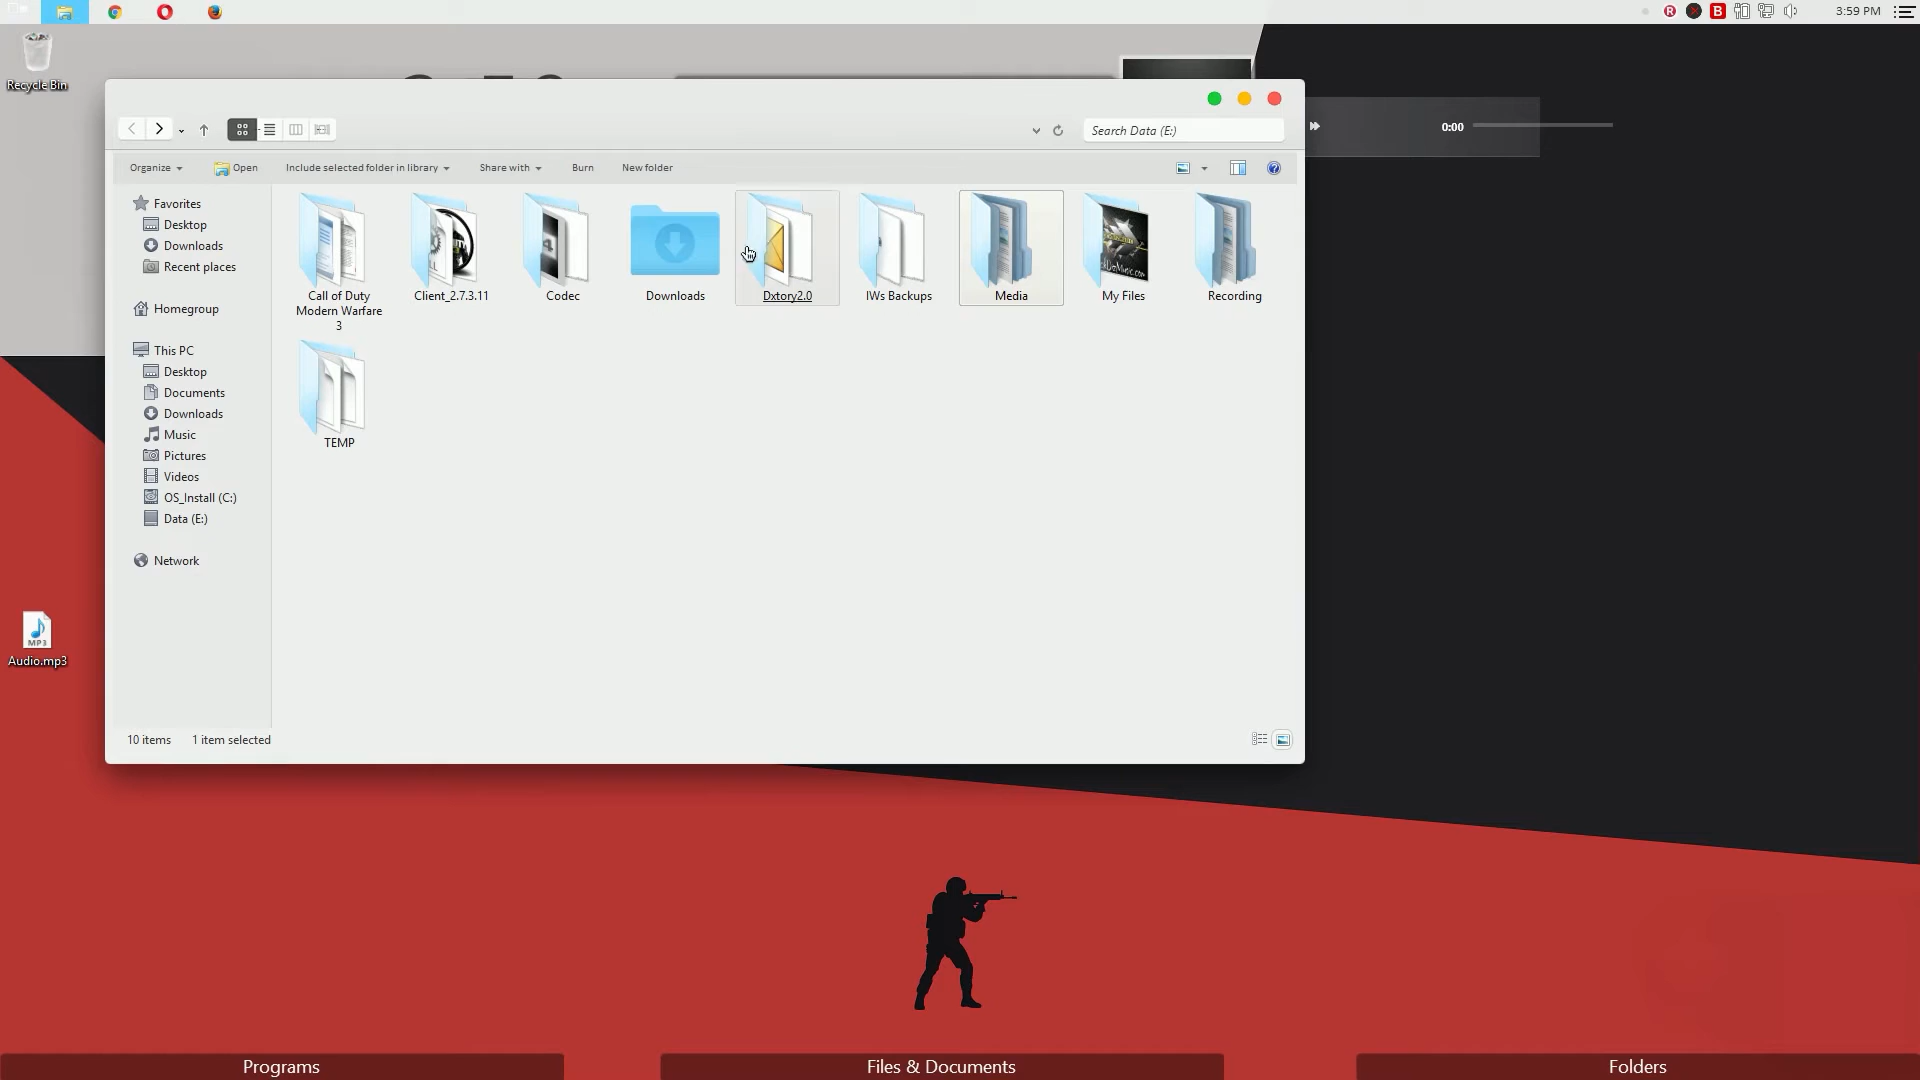 3:59 PM
Recycle Bin
Search Data (E:)
0:00
Organize
Open
Include selected folder in library
Share with
Burn
New folder
Favorites
Desktop
Downloads
Recent places
Homegroup
This PC
Desktop
Documents
Downloads
Music
Pictures
Videos
OS_Install (C:)
Data (E:)
Network
Call of Duty
Modern Warfare
3
Client_2.7.3.11
Codec
Downloads
Dxtory2.0
IWs Backups
Media
My Files
Recording
TEMP
MP3
Audio.mp3
10 items
1 item selected
Programs
Files & Documents
Folders